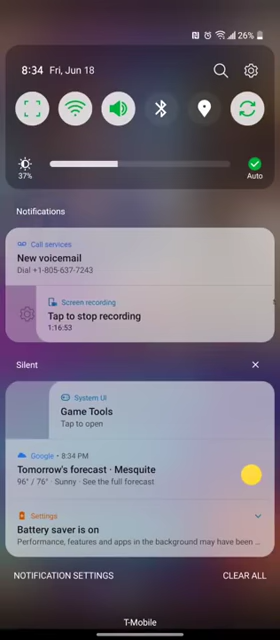 26%
8:34 Fri, Jun 18
37%
Auto
Notifications
Call services
New voicemail
Dial +1-805-637-7243
Screen recording
Tap to stop recording
1:16:53
Silent
System UI
Game Tools
Tap to open
Google • 8:34 PM
Tomorrow's forecast · Mesquite
96° / 76° · Sunny · See the full forecast
Settings
Battery saver is on
Performance, features and apps in the background may have been ...
NOTIFICATION SETTINGS
CLEAR ALL
T-Mobile